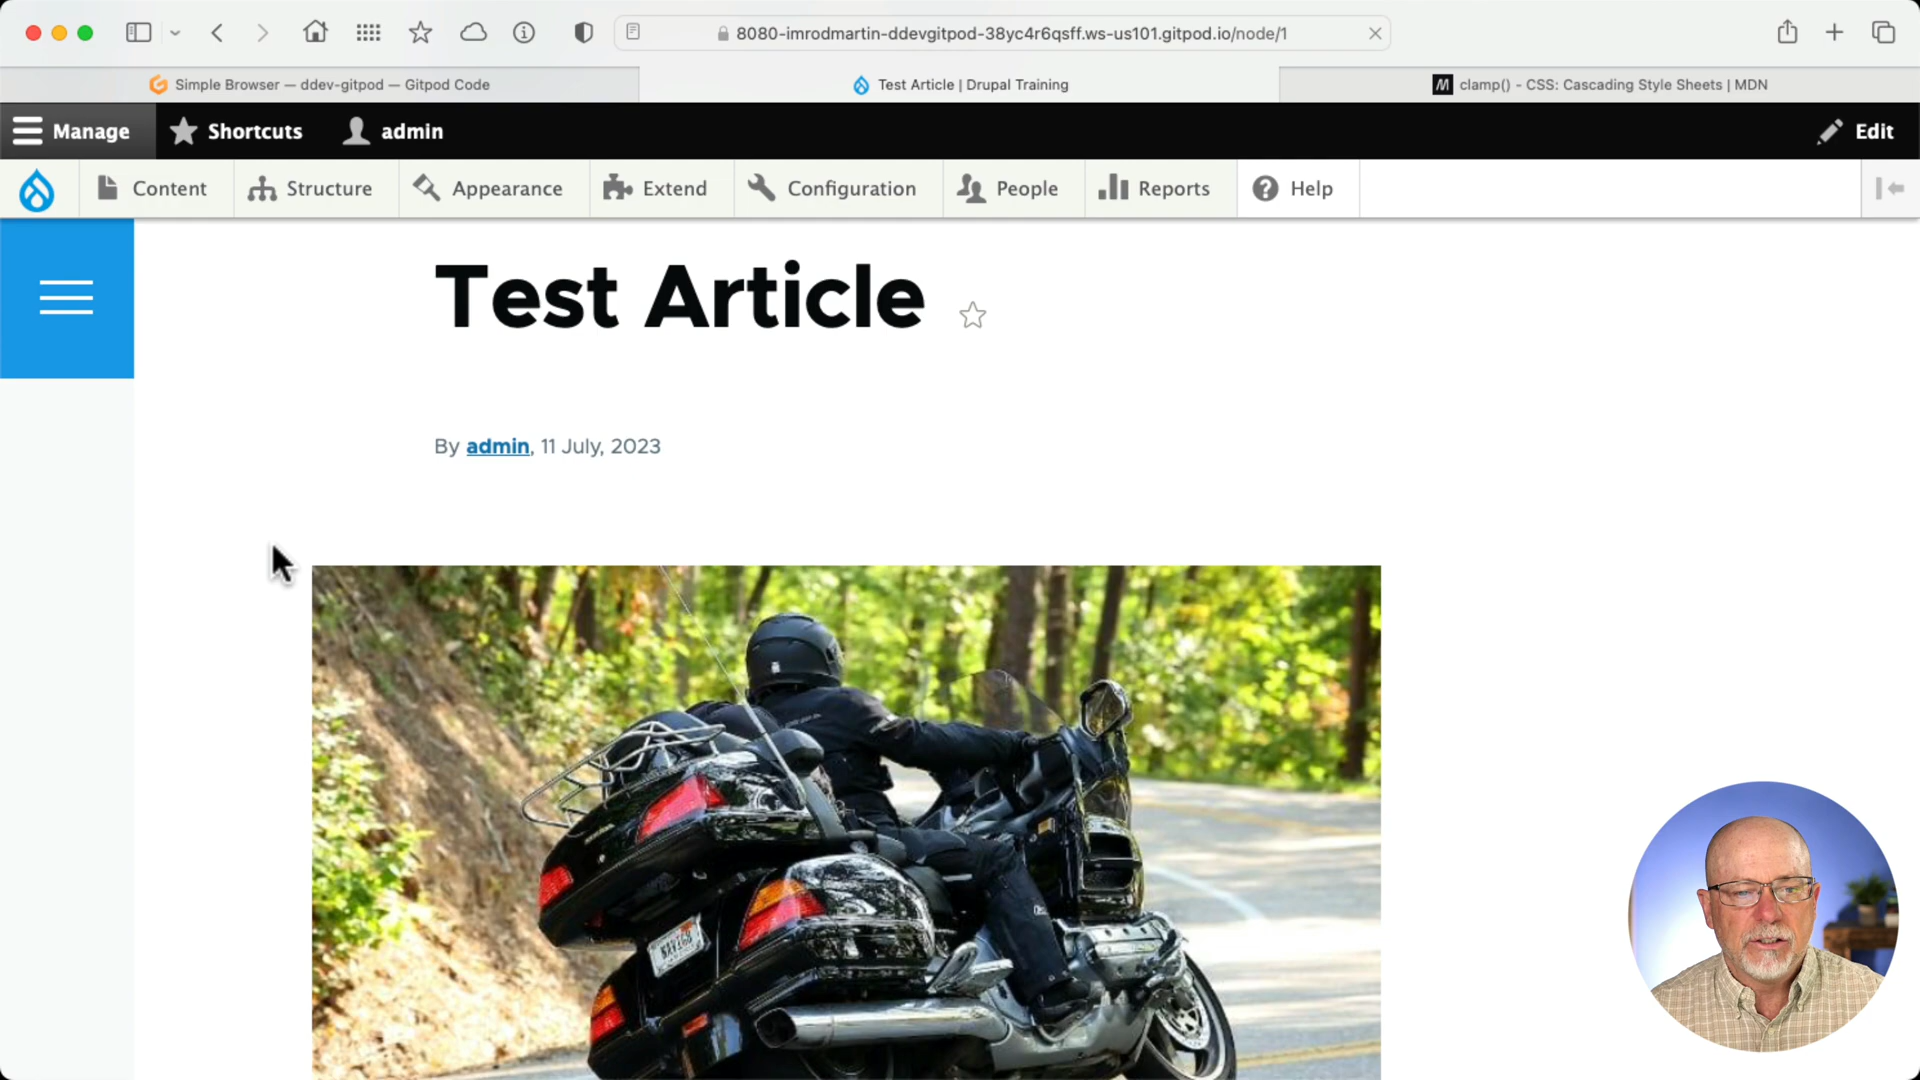 8080-imrodmartin-ddevgitpod-38yc4r6qsff.ws-us101.gitpod.io/node/1
Simple Browser — ddev-gitpod — Gitpod Code
Test Article | Drupal Training
M clamp() - CSS: Cascading Style Sheets | MDN
Manage
Shortcuts
admin
Edit
Content
Structure
Appearance
Extend
Configuration
People
Reports
Help
Test Article
By admin, 11 July, 2023